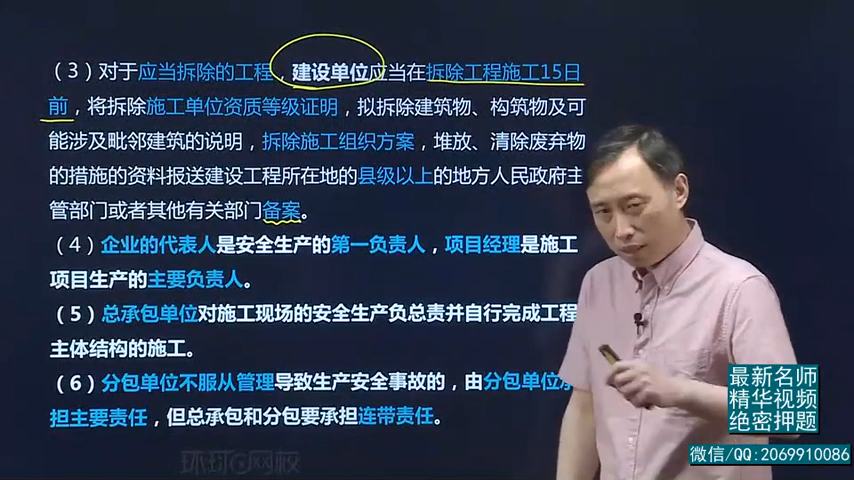 （3）对于应当拆除的工程，建设单位应当在拆除工程施工15日
前，将拆除施工单位资质等级证明，拟拆除建筑物、构筑物及可
能涉及毗邻建筑的说明，拆除施工组织方案，堆放、清除废弃物
的措施的资料报送建设工程所在地的县级以上的地方人民政府主
管部门或者其他有关部门备案。
（4）企业的代表人是安全生产的第一负责人，项目经理是施工
项目生产的主要负责人。
（5）总承包单位对施工现场的安全生产负总责并自行完成工程
主体结构的施工。
（6）分包单位不服从管理导致生产安全事故的，由分包单位承
担主要责任，但总承包和分包要承担连带责任。
环球网校
最新名师
精华视频
绝密押题
微信/QQ:2069910086